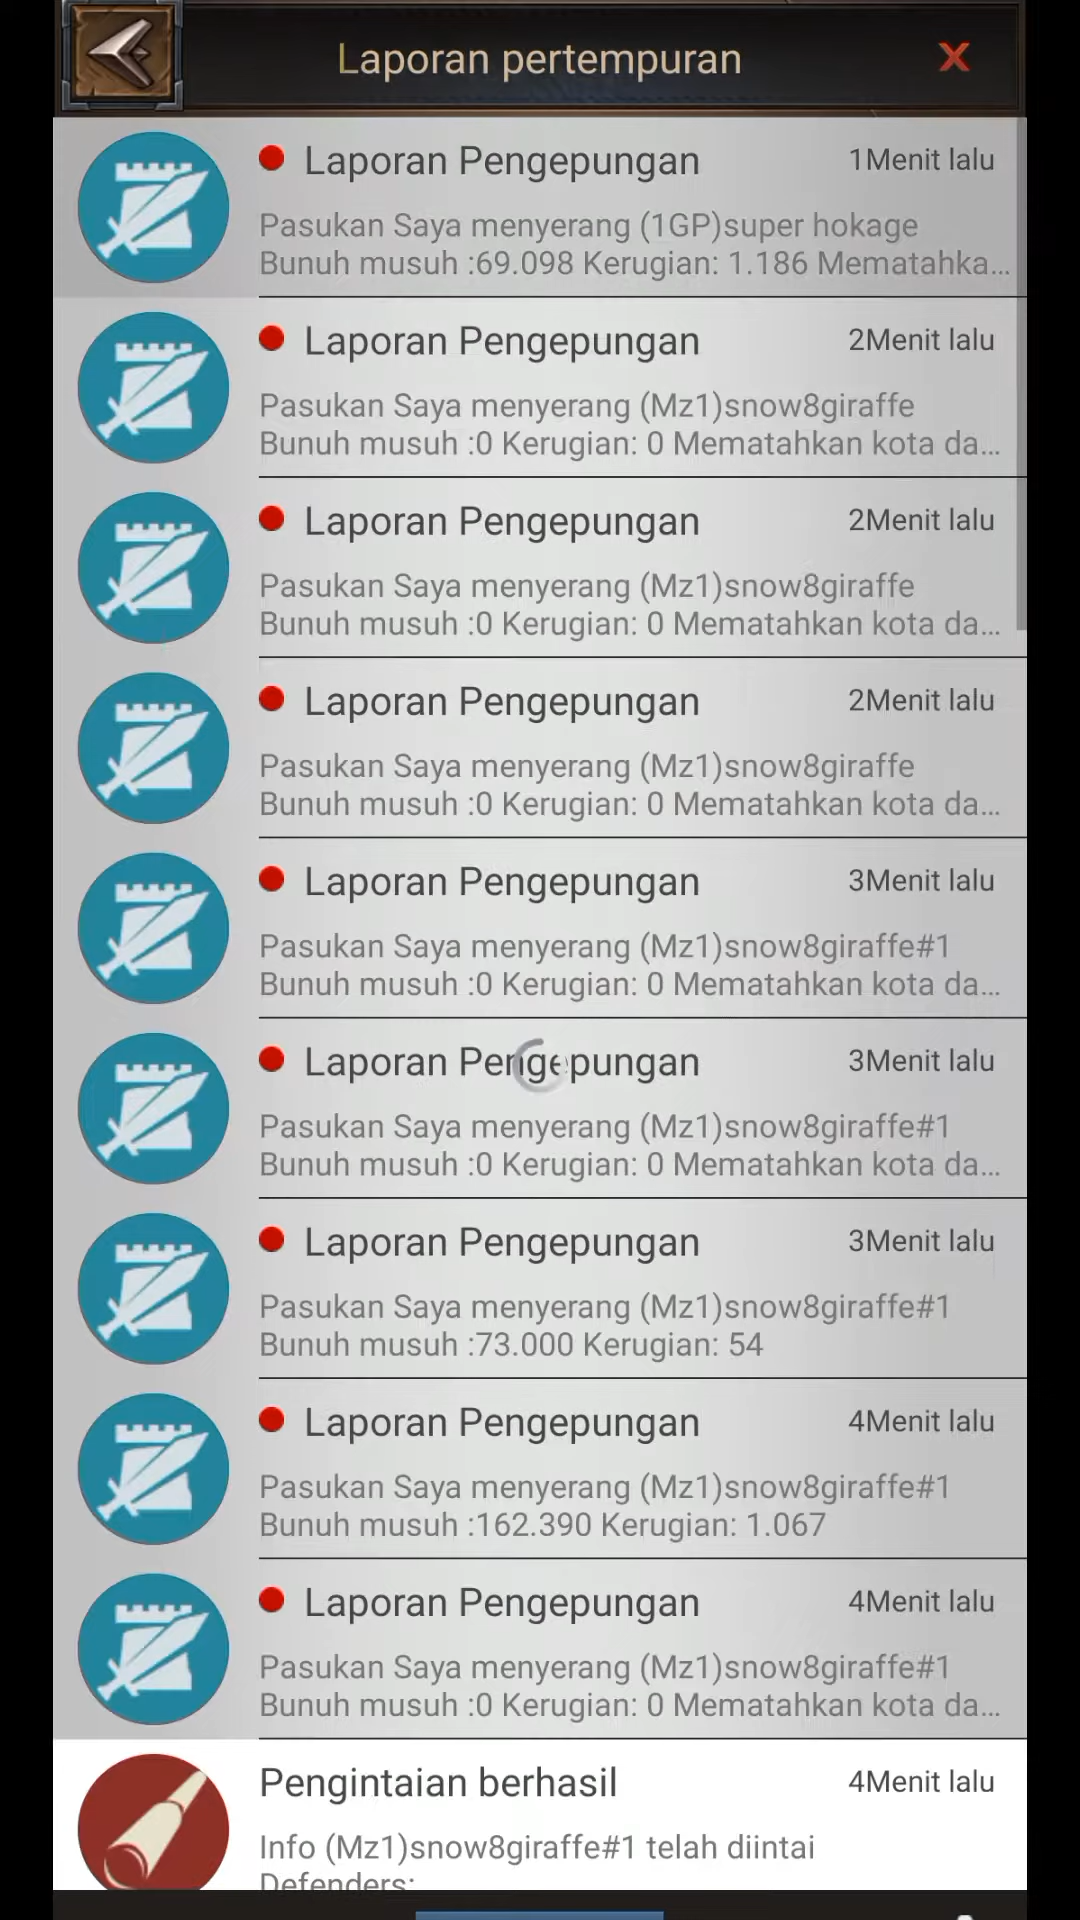 Laporan pertempuran
X
Laporan Pengepungan 1Menit lalu
Pasukan Saya menyerang (1GP)super hokage
Bunuh musuh :69.098 Kerugian: 1.186 Mematahka...
Laporan Pengepungan 2Menit lalu
Pasukan Saya menyerang (Mz1)snow8giraffe
Bunuh musuh :0 Kerugian: 0 Mematahkan kota da...
Laporan Pengepungan 2Menit lalu
Pasukan Saya menyerang (Mz1)snow8giraffe
Bunuh musuh :0 Kerugian: 0 Mematahkan kota da...
Laporan Pengepungan 2Menit lalu
Pasukan Saya menyerang (Mz1)snow8giraffe
Bunuh musuh :0 Kerugian: 0 Mematahkan kota da...
Laporan Pengepungan 3Menit lalu
Pasukan Saya menyerang (Mz1)snow8giraffe#1
Bunuh musuh :0 Kerugian: 0 Mematahkan kota da...
Laporan Pengepungan 3Menit lalu
Pasukan Saya menyerang (Mz1)snow8giraffe#1
Bunuh musuh :0 Kerugian: 0 Mematahkan kota da...
Laporan Pengepungan 3Menit lalu
Pasukan Saya menyerang (Mz1)snow8giraffe#1
Bunuh musuh :73.000 Kerugian: 54
Laporan Pengepungan 4Menit lalu
Pasukan Saya menyerang (Mz1)snow8giraffe#1
Bunuh musuh :162.390 Kerugian: 1.067
Laporan Pengepungan 4Menit lalu
Pasukan Saya menyerang (Mz1)snow8giraffe#1
Bunuh musuh :0 Kerugian: 0 Mematahkan kota da...
Pengintaian berhasil 4Menit lalu
Info (Mz1)snow8giraffe#1 telah diintai
Defenders: